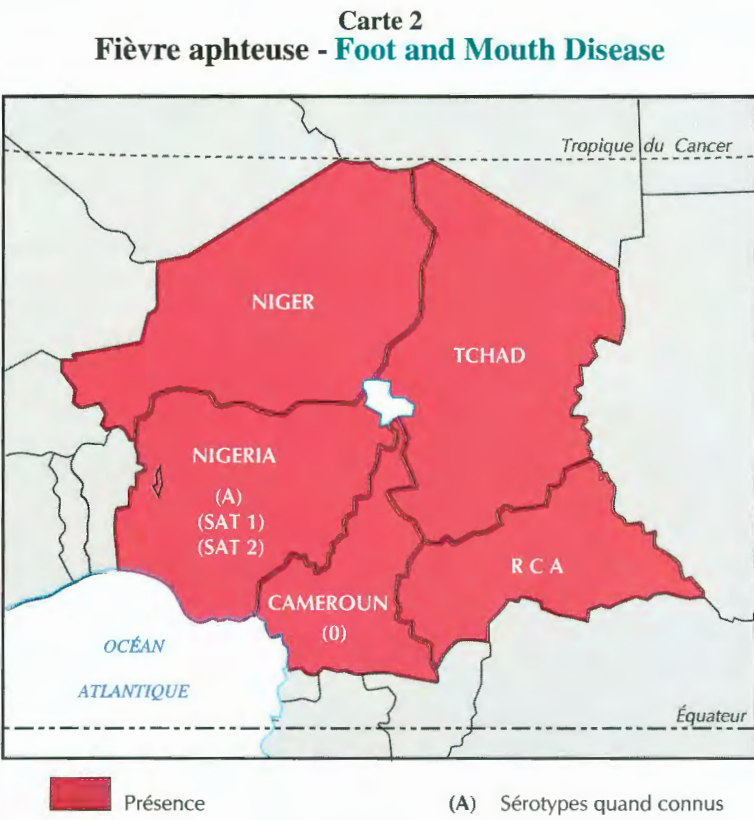 Carte 2
Fièvre aphteuse - Foot and Mouth Disease
Tropique du Cancer
NIGER
TCHAD
NIGERIA
(A)
(SAT 1)
(SAT 2)
R C A
CAMEROUN
(0)
OCÉAN
ATLANTIQUE
Équateur
Présence
(A) Sérotypes quand connus